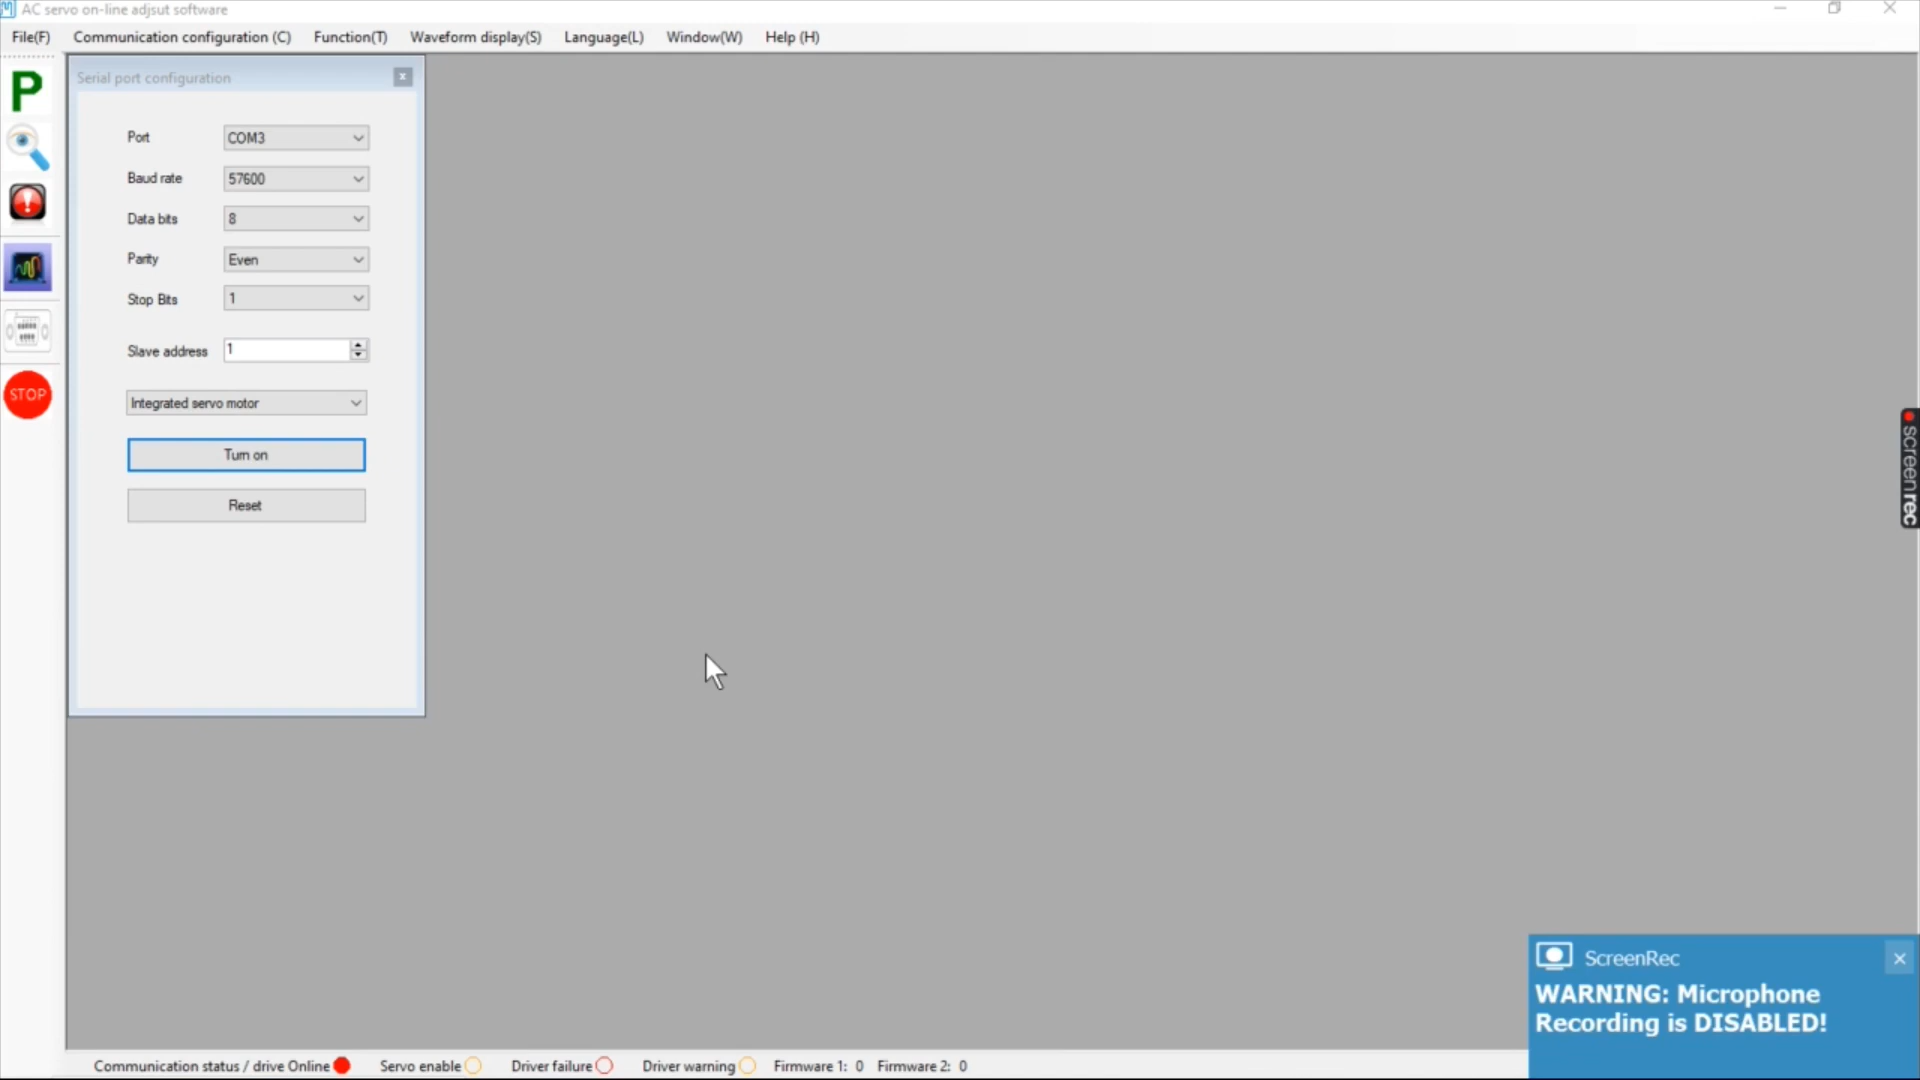 AC servo on-line adjsut software
File(F) Communication configuration (C) Function(T) Waveform display(S) Language(L) Window(W) Help (H)
P
Serial port configuration
Port COM3
Baud rate 57600
Data bits 8
Parity Even
Stop Bits 1
Slave address 1
STOP
Integrated servo motor
Turn on
Reset
screenrec
ScreenRec
WARNING: Microphone
Recording is DISABLED!
Communication status / drive Online Servo enable Driver failure Driver warning Firmware 1: 0 Firmware 2: 0